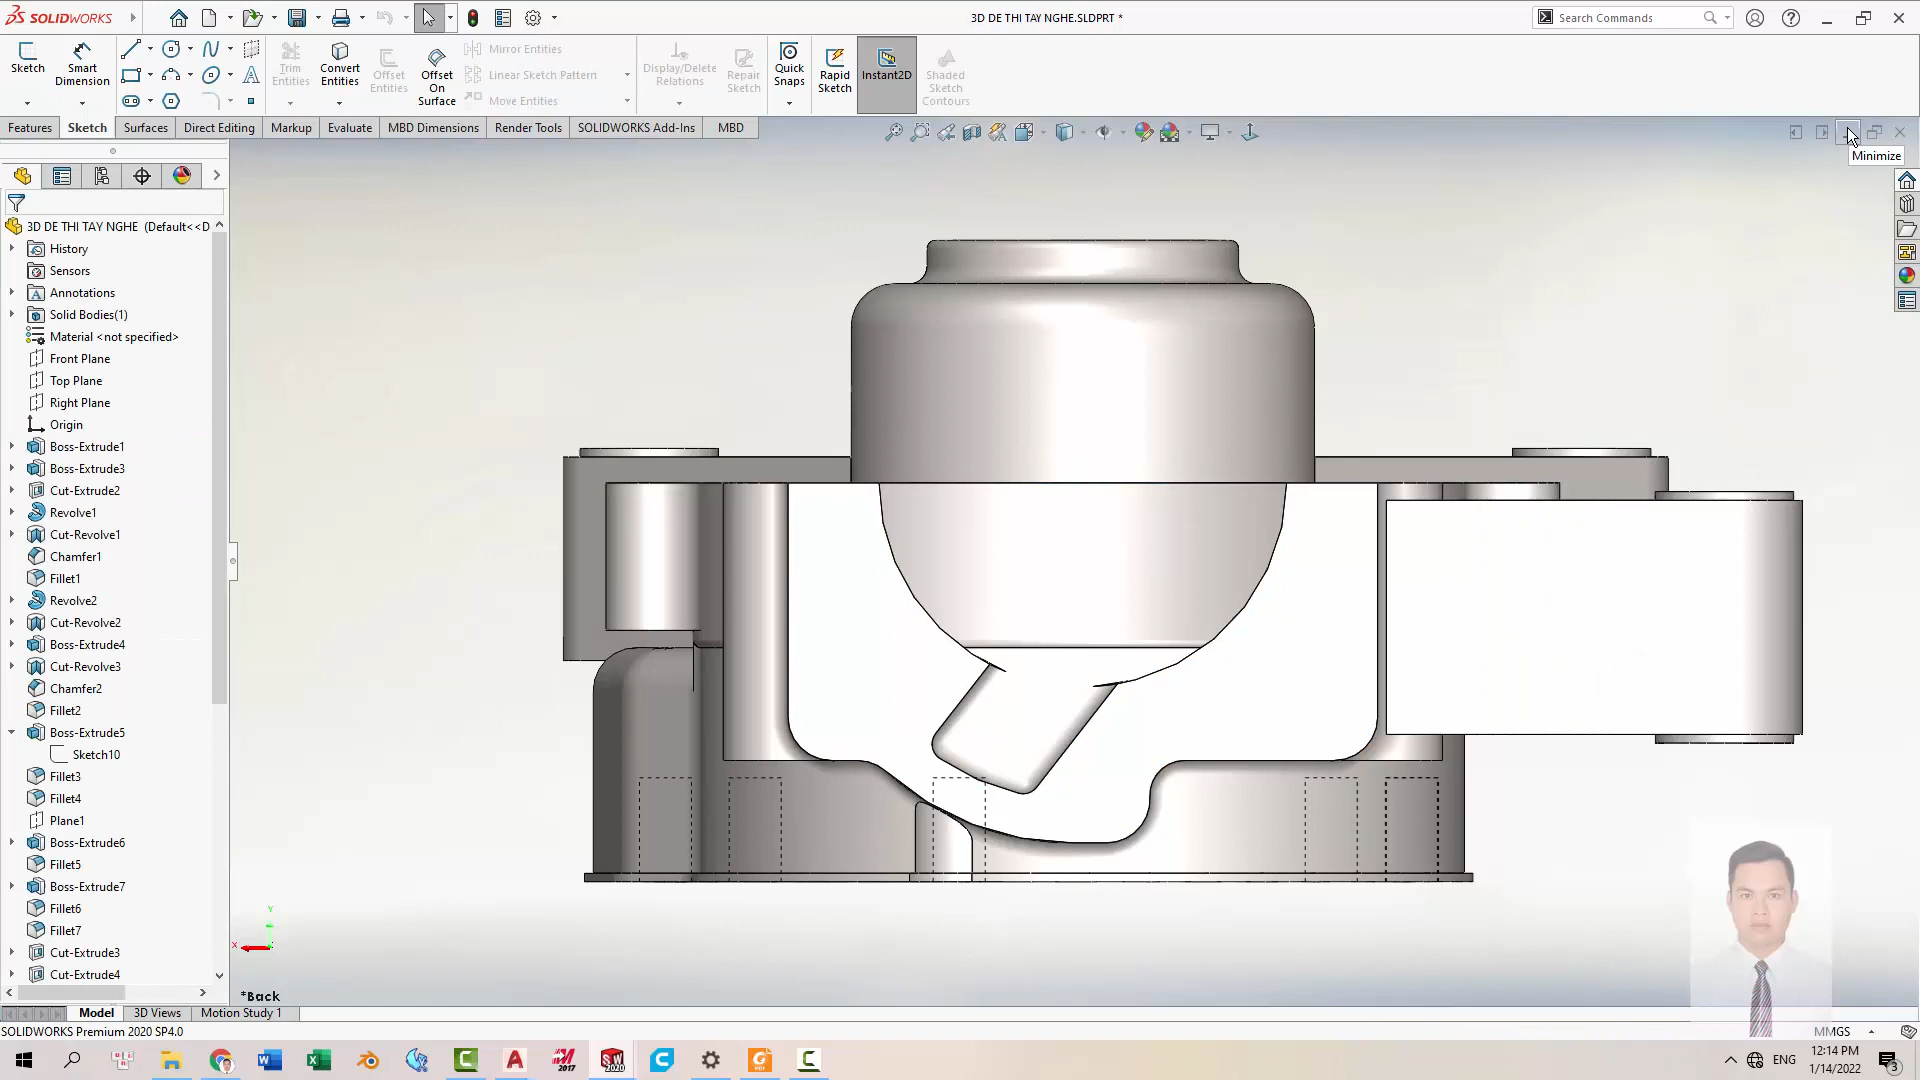 SOLIDWORKS
3D DE THI TAY NGHE.SLDPRT *
Search Commands
Sketch
Smart Dimension
Trim Entities
Convert Entities
Offset Entities
Offset On Surface
Mirror Entities
Linear Sketch Pattern
Move Entities
Display/Delete Relations
Repair Sketch
Quick Snaps
Rapid Sketch
Instant2D
Shaded Sketch Contours
Features
Sketch
Surfaces
Direct Editing
Markup
Evaluate
MBD Dimensions
Render Tools
SOLIDWORKS Add-Ins
MBD
Minimize
3D DE THI TAY NGHE (Default<<D
History
Sensors
Annotations
Solid Bodies(1)
Material <not specified>
Front Plane
Top Plane
Right Plane
Origin
Boss-Extrude1
Boss-Extrude3
Cut-Extrude2
Revolve1
Cut-Revolve1
Chamfer1
Fillet1
Revolve2
Cut-Revolve2
Boss-Extrude4
Cut-Revolve3
Chamfer2
Fillet2
Boss-Extrude5
Sketch10
Fillet3
Fillet4
Plane1
Boss-Extrude6
Fillet5
Boss-Extrude7
Fillet6
Fillet7
Cut-Extrude3
Cut-Extrude4
Y
X
*Back
Model
3D Views
Motion Study 1
SOLIDWORKS Premium 2020 SP4.0
MMGS
ENG
12:14 PM
1/14/2022
3